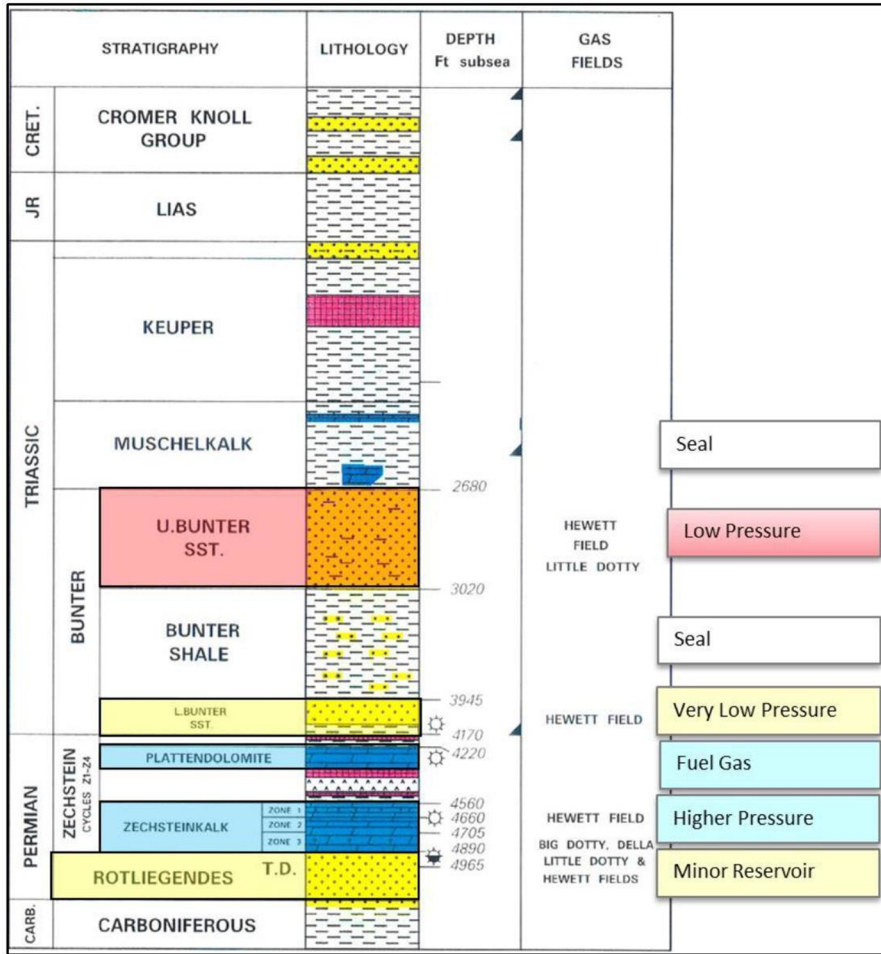 STRATIGRAPHY
LITHOLOGY
DEPTH
Ft subsea
GAS
FIELDS
CRET.
CROMER KNOLL
GROUP
JR
LIAS
TRIASSIC
KEUPER
MUSCHELKALK
Seal
2680
BUNTER
U.BUNTER
SST.
HEWETT
FIELD
LITTLE DOTTY
Low Pressure
3020
BUNTER
SHALE
Seal
3945
L.BUNTER
SST.
HEWETT FIELD
Very Low Pressure
4170
PERMIAN
ZECHSTEIN
CYCLES Z1-Z4
4220
PLATTENDOLOMITE
Fuel Gas
4560
ZECHSTEINKALK
ZONE 1
ZONE 2
ZONE 3
4660
4705
4890
4965
HEWETT FIELD
Higher Pressure
BIG DOTTY, DELLA
LITTLE DOTTY &
HEWETT FIELDS
Minor Reservoir
ROTLIEGENDES
T.D.
CARB.
CARBONIFEROUS